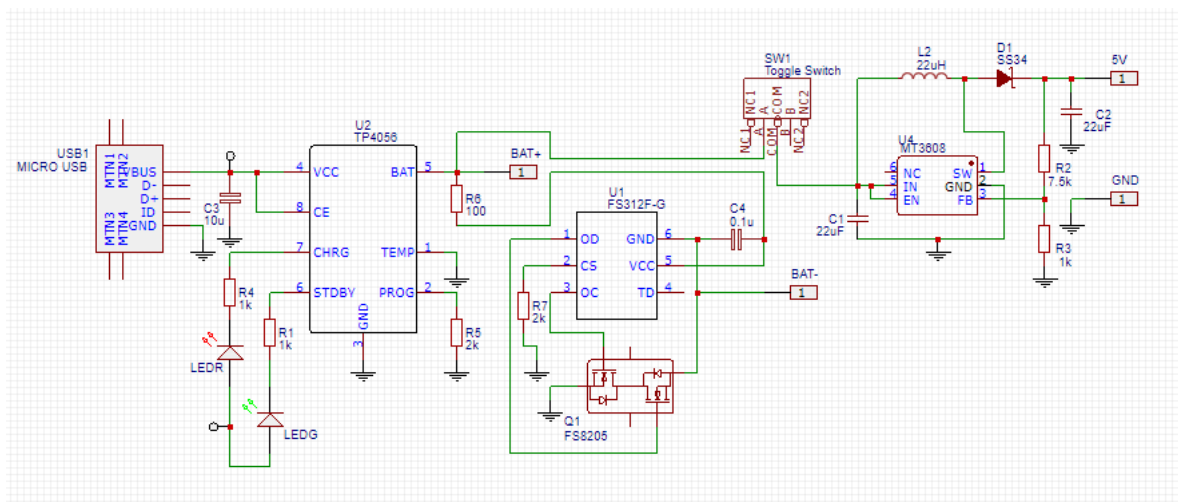 USB1
MICRO USB
MTN1
MTN2
MTN3
MTN4
VBUS
D-
D+
ID
GND
C3
10u
U2
TP4056
4
VCC
8
CE
7
CHRG
6
STDBY
GND
3
BAT
5
TEMP
1
PROG
2
R4
1k
LEDR
R1
1k
LEDG
R5
2k
BAT+
1
R6
100
U1
FS312F-G
1
OD
2
CS
3
OC
GND
6
VCC
5
TD
4
C4
0.1u
BAT-
1
R7
2k
Q1
FS8205
SW1
Toggle Switch
NC1
A
COM
B
NC2
NC1
A
COM
B
NC2
L2
22uH
D1
SS34
5V
1
C2
22uF
U4
MT3608
6
NC
5
IN
4
EN
SW
1
GND
2
FB
3
C1
22uF
R2
7.5k
GND
1
R3
1k